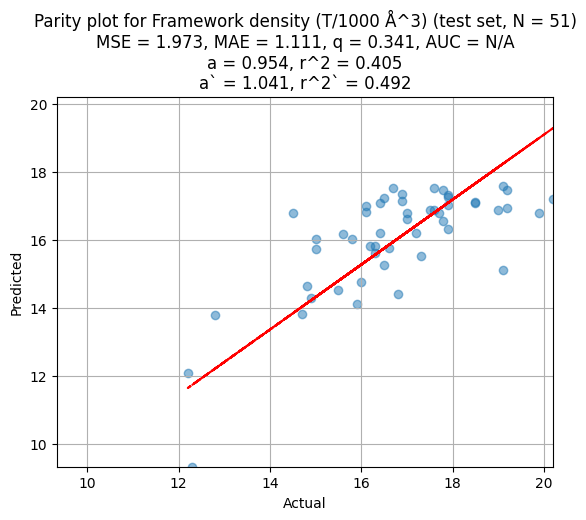 Parity plot for Framework density (T/1000 Å^3) (test set, N = 51)
MSE = 1.973, MAE = 1.111, q = 0.341, AUC = N/A
a = 0.954, r^2 = 0.405
a` = 1.041, r^2` = 0.492
20
18
16
14
12
10
Predicted
10
12
14
16
18
20
Actual